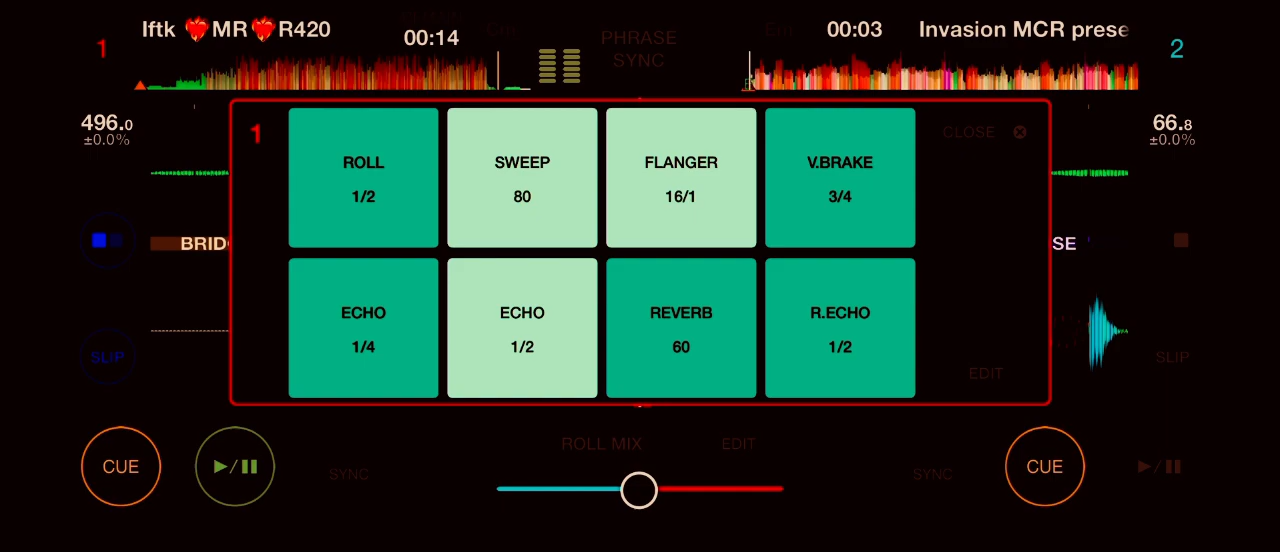 1
Iftk ❤️‍🔥MR❤️‍🔥R420
00:14
Cm
PHRASE
SYNC
Em
00:03
Invasion MCR prese
2
496.0
±0.0%
66.8
±0.0%
1
ROLL
1/2
SWEEP
80
FLANGER
16/1
V.BRAKE
3/4
CLOSE
ECHO
1/4
ECHO
1/2
REVERB
60
R.ECHO
1/2
EDIT
BRID
SE
SLIP
SLIP
CUE
SYNC
ROLL MIX
EDIT
SYNC
CUE